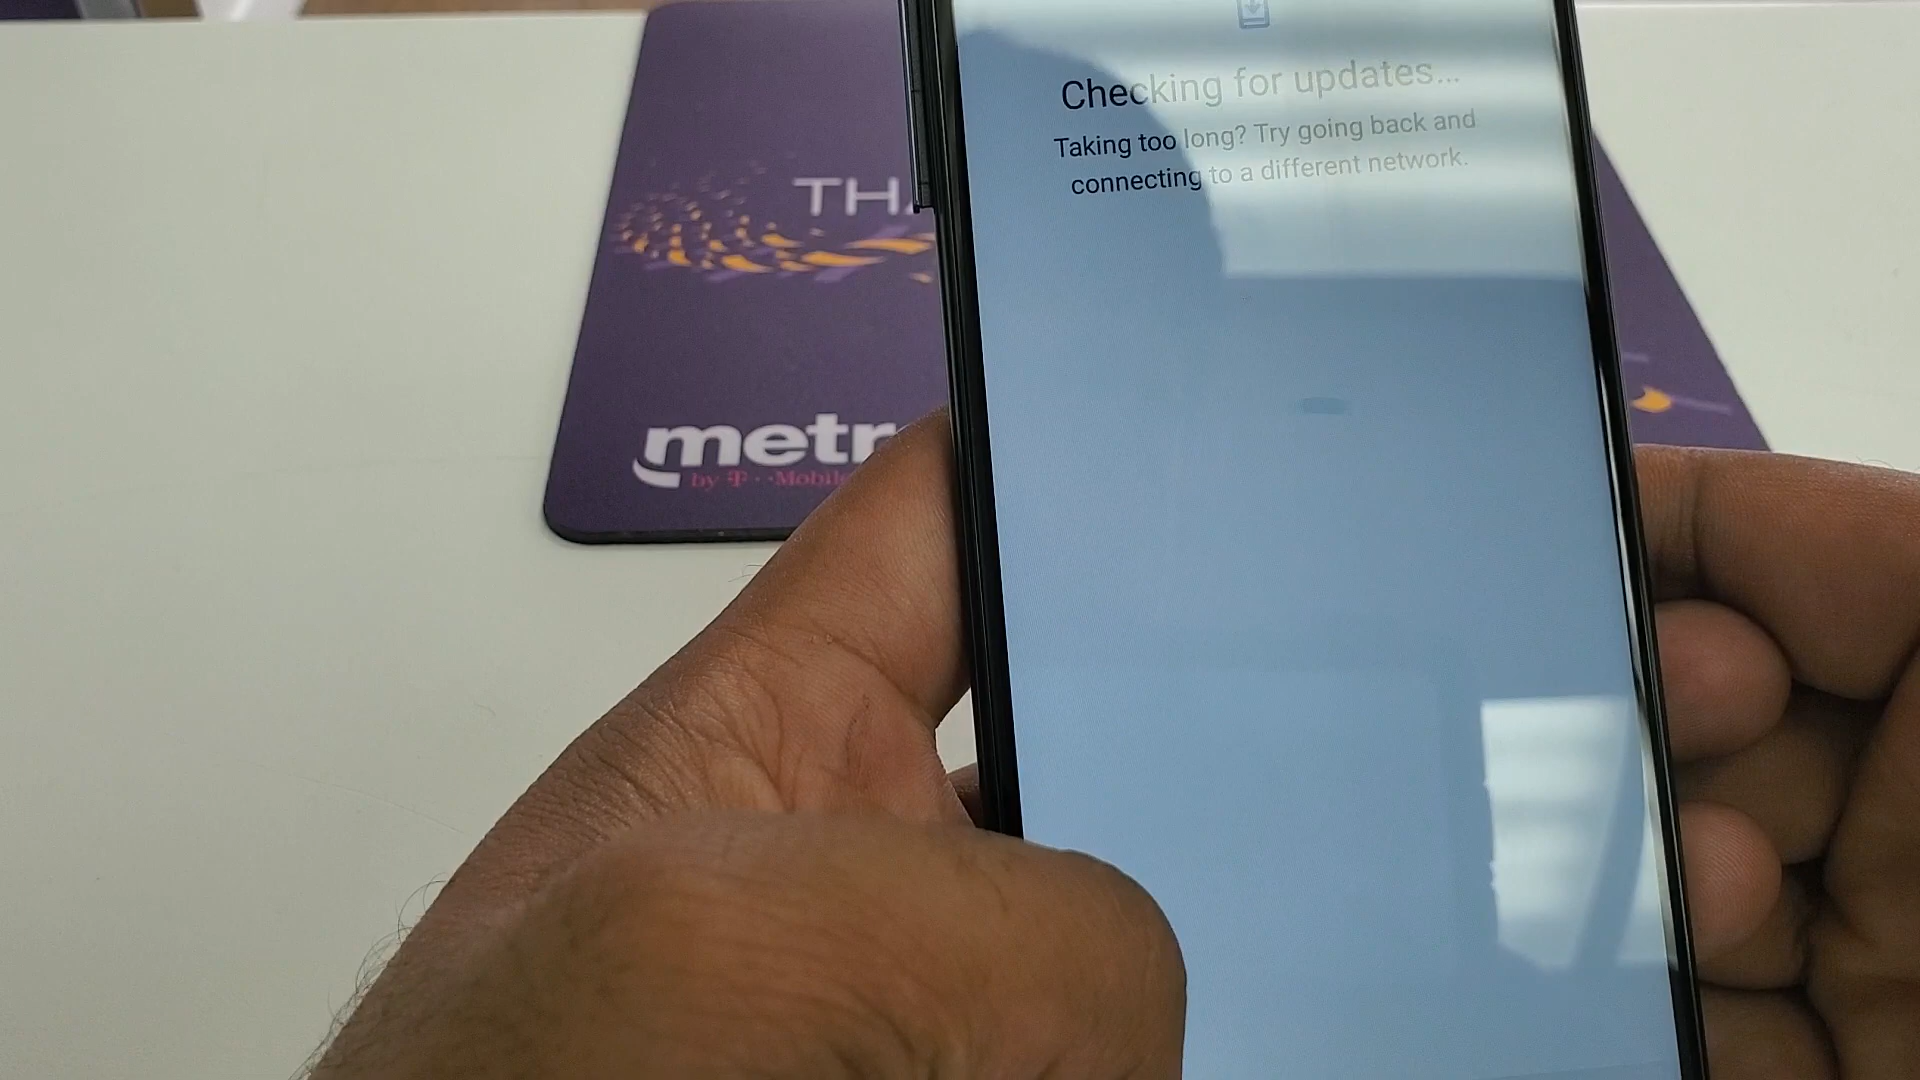 Checking for updates...
Taking too long? Try going back and
connecting to a different network.
THA
metr
by T··Mobile